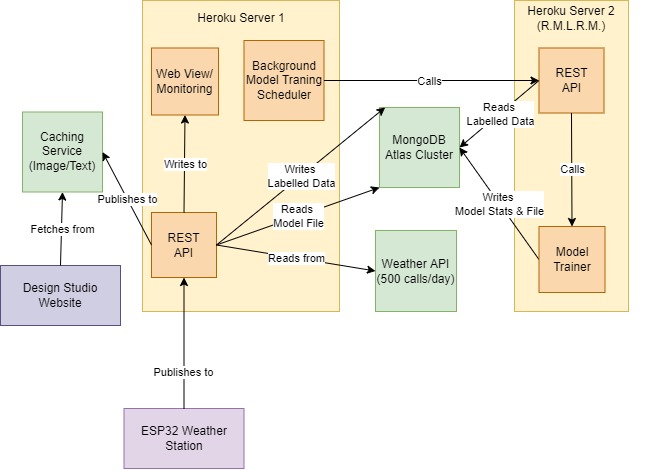 Heroku Server 1
Heroku Server 2
(R.M.L.R.M.)
Web View/
Monitoring
Background
Model Traning
Scheduler
Calls
REST
API
Reads
Labelled Data
Caching
Service
(Image/Text)
MongoDB
Atlas Cluster
Writes to
Writes
Labelled Data
Calls
Publishes to
Reads
Model File
Writes
Model Stats & File
Fetches from
REST
API
Reads from
Weather API
(500 calls/day)
Model
Trainer
Design Studio
Website
Publishes to
ESP32 Weather
Station